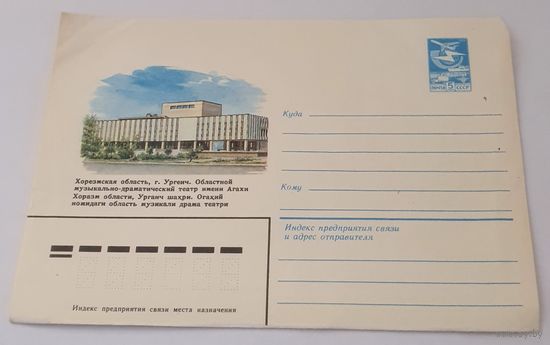 ПОЧТА 5 СССР
Куда
Хорезмская область, г. Ургенч. Областной
музыкально-драматический театр имени Агахи
Хоразм области, Урганч шаҳри. Огаҳий
номидаги область музикали драма театри
Кому
Индекс предприятия связи
и адрес отправителя
Индекс предприятия связи места назначения